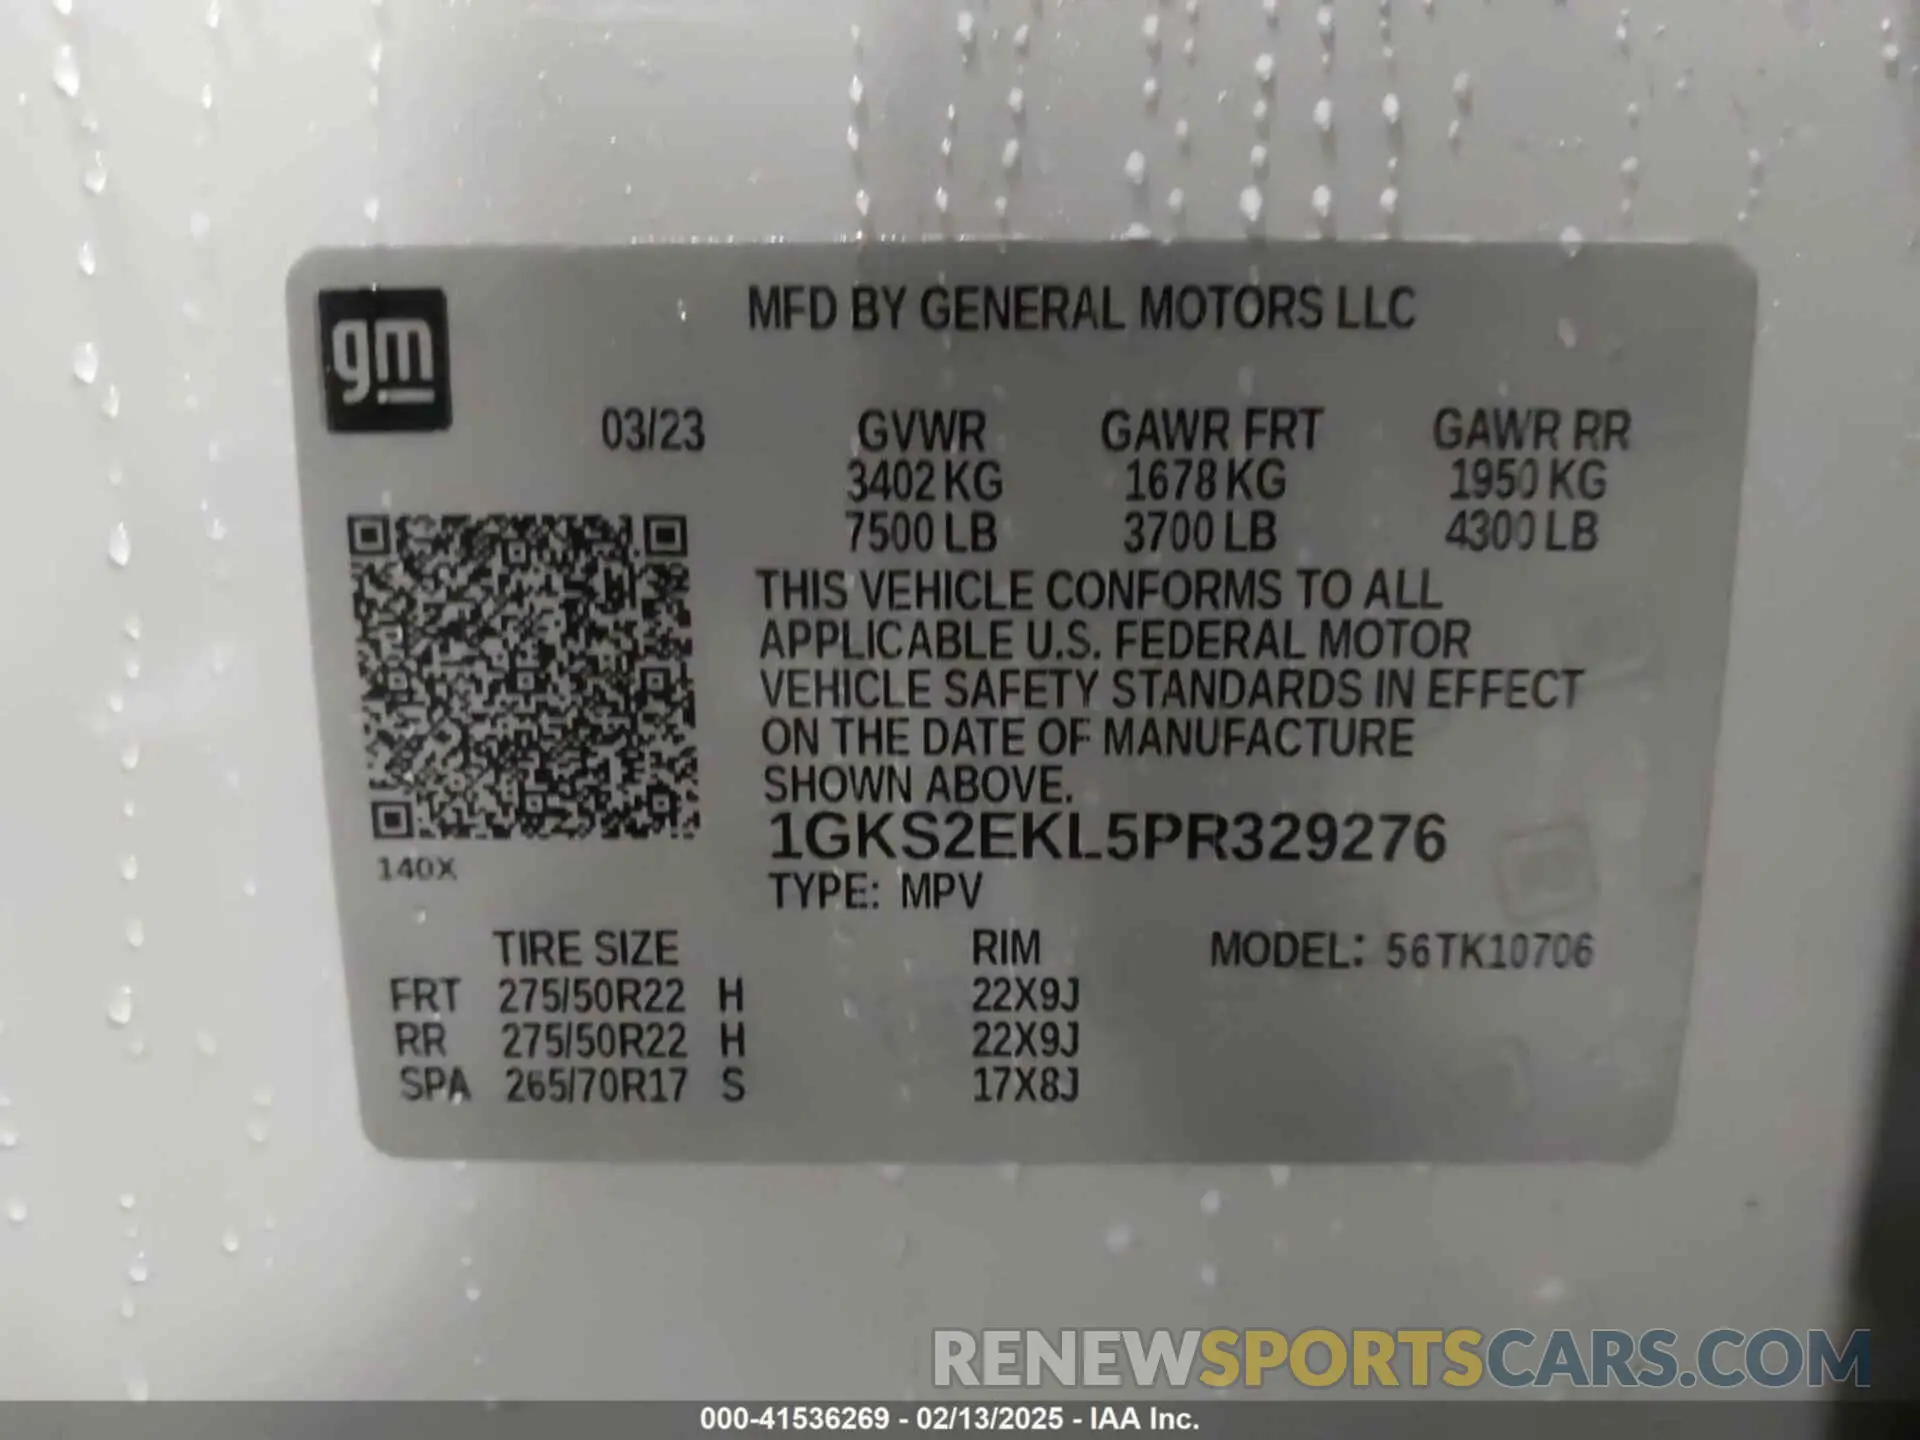 gm
MFD BY GENERAL MOTORS LLC
03/23 GVWR GAWR FRT GAWR RR
3402 KG 1678 KG 1950 KG
7500 LB 3700 LB 4300 LB
THIS VEHICLE CONFORMS TO ALL
APPLICABLE U.S. FEDERAL MOTOR
VEHICLE SAFETY STANDARDS IN EFFECT
ON THE DATE OF MANUFACTURE
SHOWN ABOVE.
1GKS2EKL5PR329276
140X
TYPE: MPV
TIRE SIZE RIM MODEL: 56TK10706
FRT 275/50R22 H 22X9J
RR 275/50R22 H 22X9J
SPA 265/70R17 S 17X8J
RENEWSPORTSCARS.COM
000-41536269 - 02/13/2025 - IAA Inc.